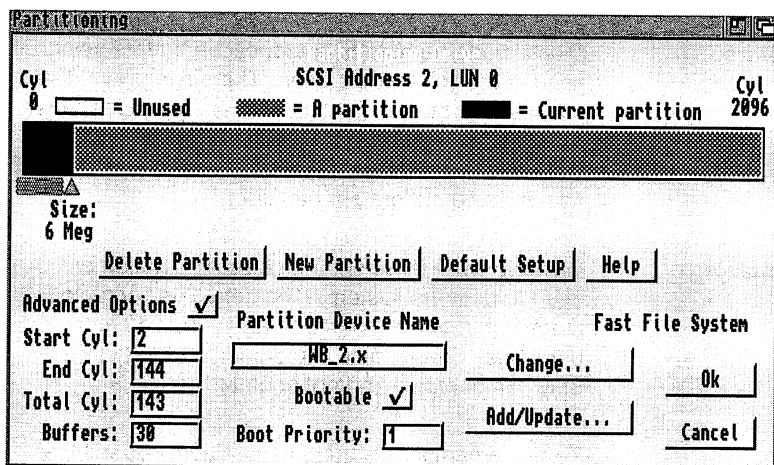 Partitioning
SCSI Address 2, LUN 0
Cyl
0
Cyl
2096
= Unused
= A partition
= Current partition
Size:
6 Meg
Delete Partition
New Partition
Default Setup
Help
Advanced Options ✓
Start Cyl: 2
End Cyl: 144
Total Cyl: 143
Buffers: 30
Partition Device Name
WB_2.x
Bootable ✓
Boot Priority: 1
Fast File System
Change...
Add/Update...
Ok
Cancel